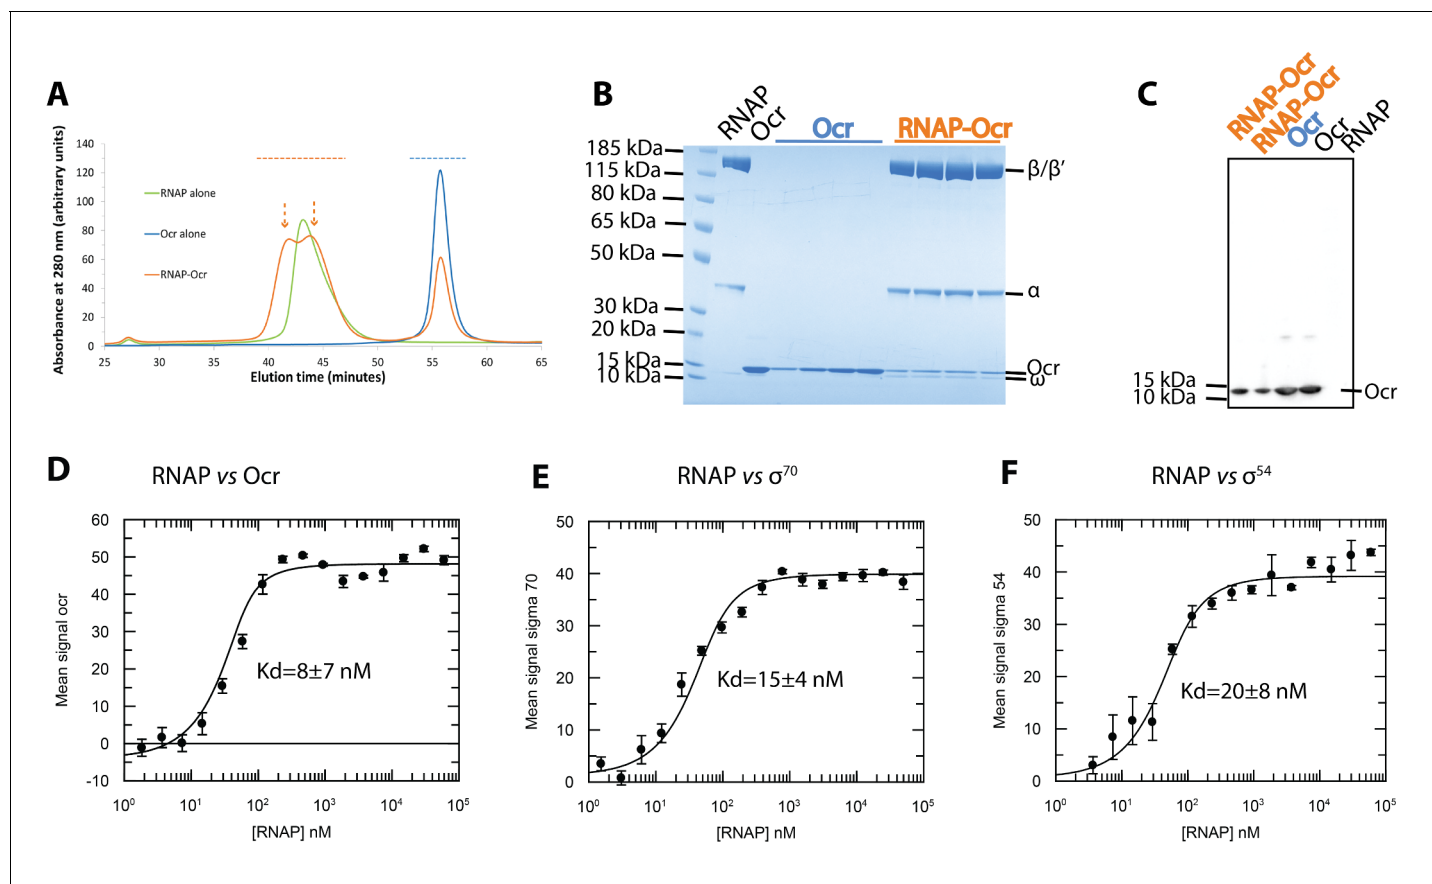 A
Absorbance at 280 nm (arbitrary units)
140
120
100
80
60
40
20
0
RNAP alone
Ocr alone
RNAP-Ocr
25 30 35 40 45 50 55 60 65
Elution time (minutes)
B
RNAP
Ocr
Ocr
RNAP-Ocr
185 kDa
115 kDa
80 kDa
65 kDa
50 kDa
30 kDa
20 kDa
15 kDa
10 kDa
β/β′
α
Ocr
ω
C
RNAP-Ocr
RNAP-Ocr
Ocr
Ocr
RNAP
15 kDa
10 kDa
Ocr
D
RNAP vs Ocr
Mean signal ocr
60
50
40
30
20
10
0
-10
Kd=8±7 nM
10⁰ 10¹ 10² 10³ 10⁴ 10⁵
[RNAP] nM
E
RNAP vs σ⁷⁰
Mean signal sigma 70
50
40
30
20
10
0
Kd=15±4 nM
10⁰ 10¹ 10² 10³ 10⁴ 10⁵
[RNAP] nM
F
RNAP vs σ⁵⁴
Mean signal sigma 54
50
40
30
20
10
0
Kd=20±8 nM
10⁰ 10¹ 10² 10³ 10⁴ 10⁵
[RNAP] nM